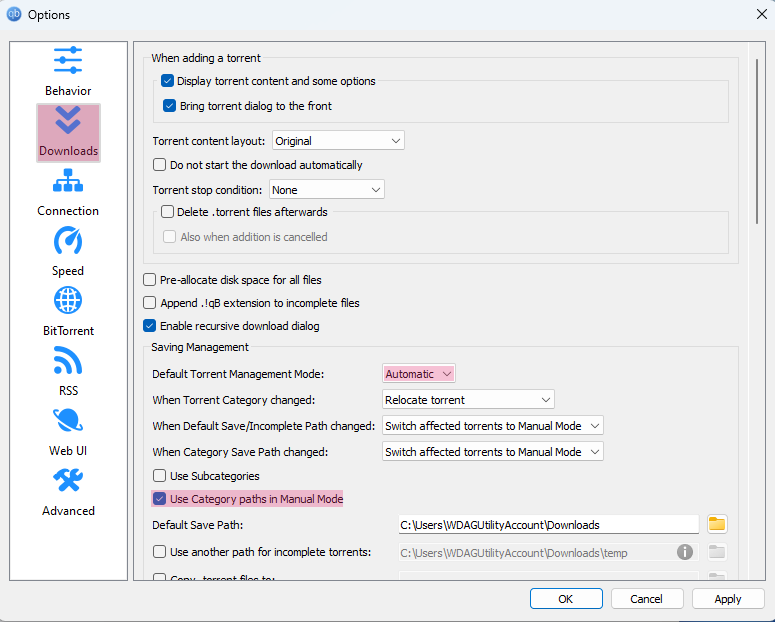 qb Options
Behavior
Downloads
Connection
Speed
BitTorrent
RSS
Web UI
Advanced
When adding a torrent
Display torrent content and some options
Bring torrent dialog to the front
Torrent content layout: Original
Do not start the download automatically
Torrent stop condition: None
Delete .torrent files afterwards
Also when addition is cancelled
Pre-allocate disk space for all files
Append .!qB extension to incomplete files
Enable recursive download dialog
Saving Management
Default Torrent Management Mode: Automatic
When Torrent Category changed: Relocate torrent
When Default Save/Incomplete Path changed: Switch affected torrents to Manual Mode
When Category Save Path changed: Switch affected torrents to Manual Mode
Use Subcategories
Use Category paths in Manual Mode
Default Save Path: C:\Users\WDAGUtilityAccount\Downloads
Use another path for incomplete torrents: C:\Users\WDAGUtilityAccount\Downloads\temp
Copy .torrent files to:
OK Cancel Apply